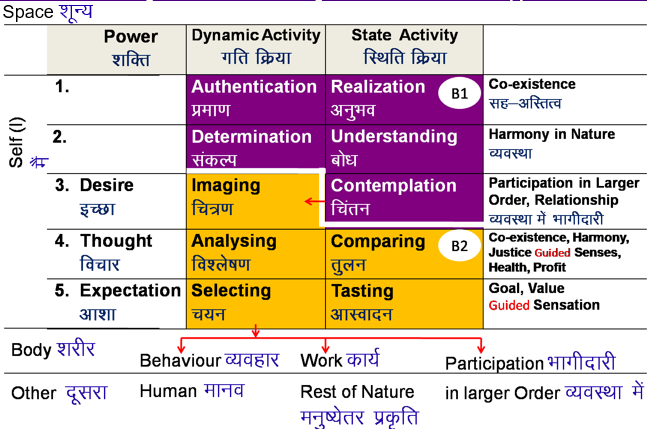 Space शून्य
Power Dynamic Activity State Activity
शक्ति गति क्रिया स्थिति क्रिया
Self (I) मैं
1. Authentication Realization B1 Co-existence
प्रमाण अनुभव सह–अस्तित्व
2. Determination Understanding Harmony in Nature
संकल्प बोध व्यवस्था
3. Desire Imaging Contemplation Participation in Larger
इच्छा चित्रण चिंतन Order, Relationship
व्यवस्था में भागीदारी
4. Thought Analysing Comparing B2 Co-existence, Harmony,
विचार विश्लेषण तुलन Justice Guided Senses,
Health, Profit
5. Expectation Selecting Tasting Goal, Value
आशा चयन आस्वादन Guided Sensation
Body शरीर Behaviour व्यवहार Work कार्य Participation भागीदारी
Other दूसरा Human मानव Rest of Nature in larger Order व्यवस्था में
मनुष्येतर प्रकृति